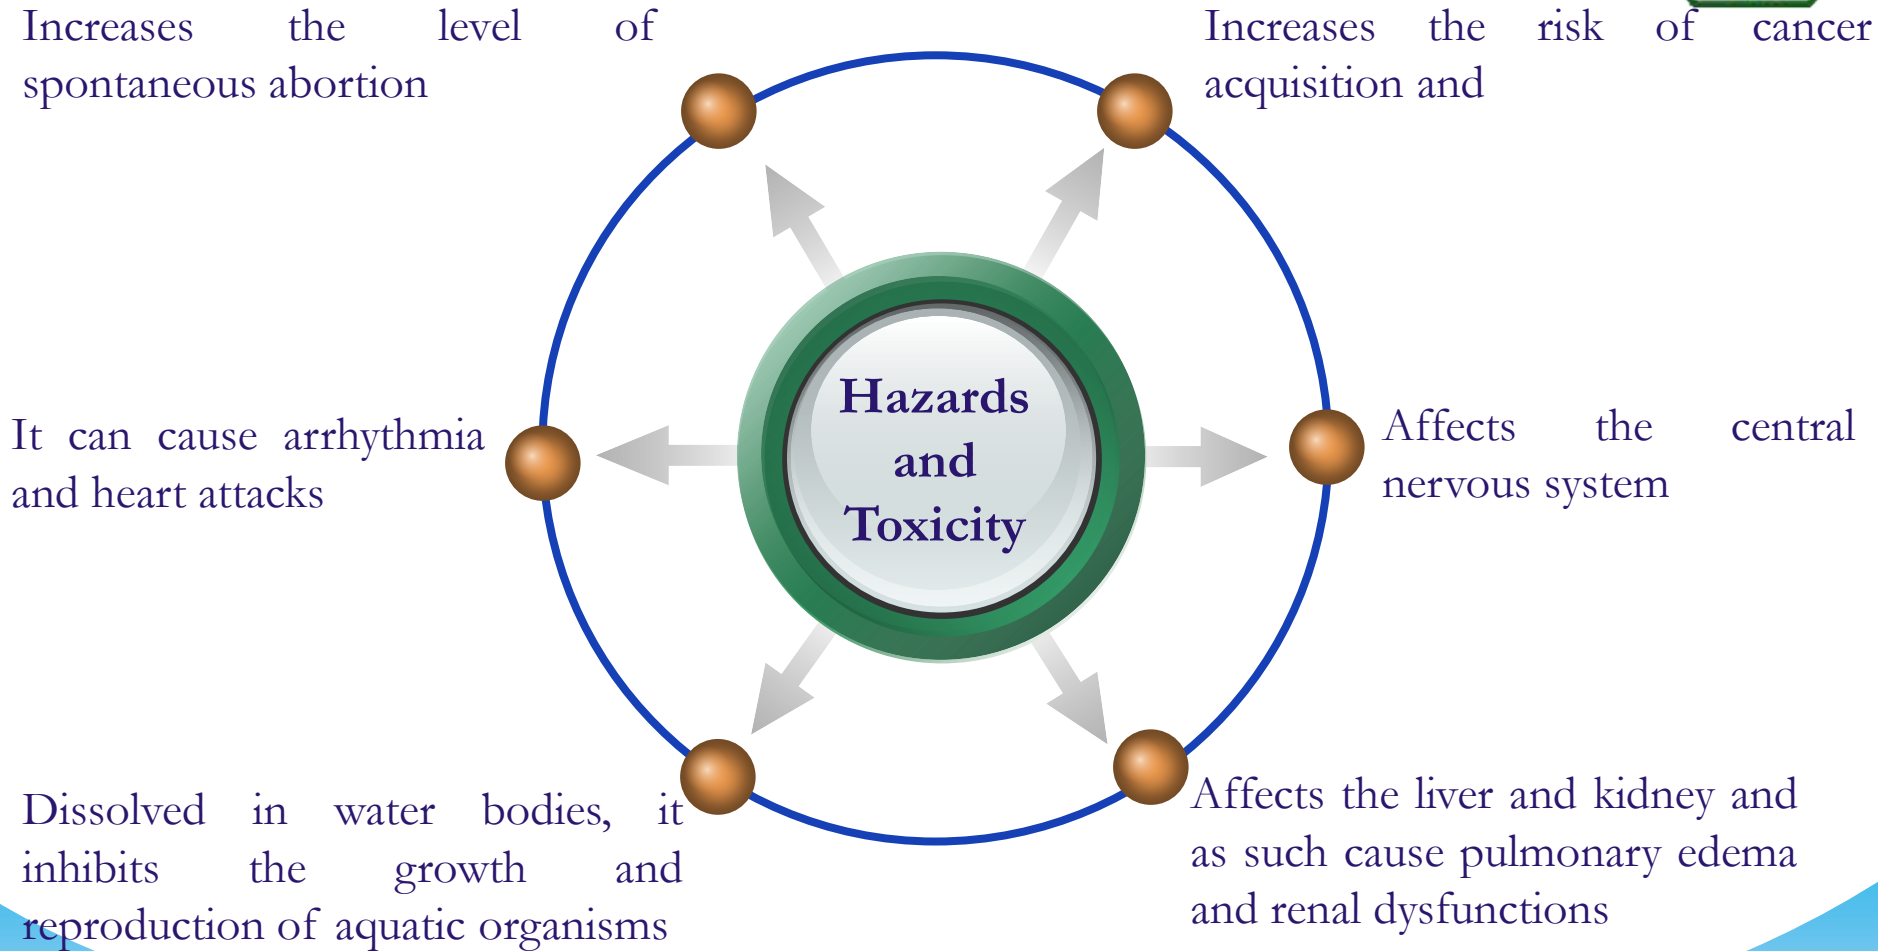 Increases the level of
spontaneous abortion
Increases the risk of cancer
acquisition and
Hazards
and
Toxicity
It can cause arrhythmia
and heart attacks
Affects the central
nervous system
Dissolved in water bodies, it
inhibits the growth and
reproduction of aquatic organisms
Affects the liver and kidney and
as such cause pulmonary edema
and renal dysfunctions